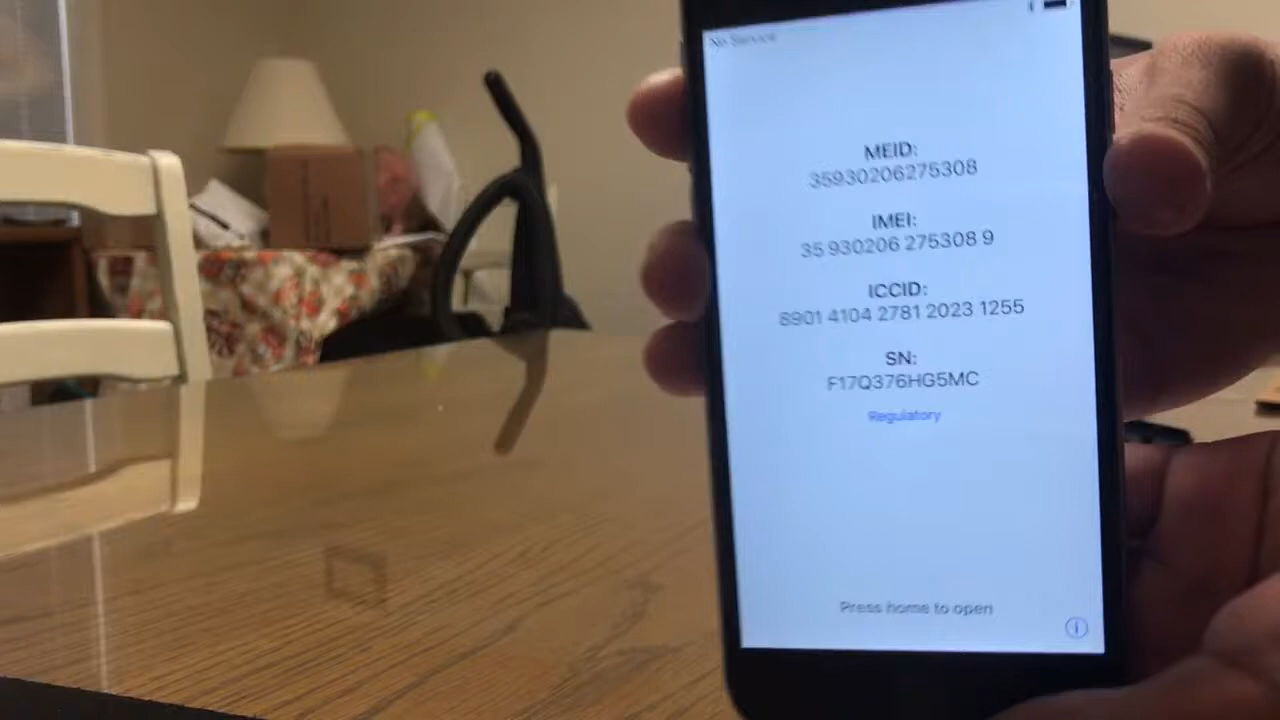 No Service
MEID:
35930206275308
IMEI:
35 930206 275308 9
ICCID:
8901 4104 2781 2023 1255
SN:
F17Q376HG5MC
Regulatory
Press home to open